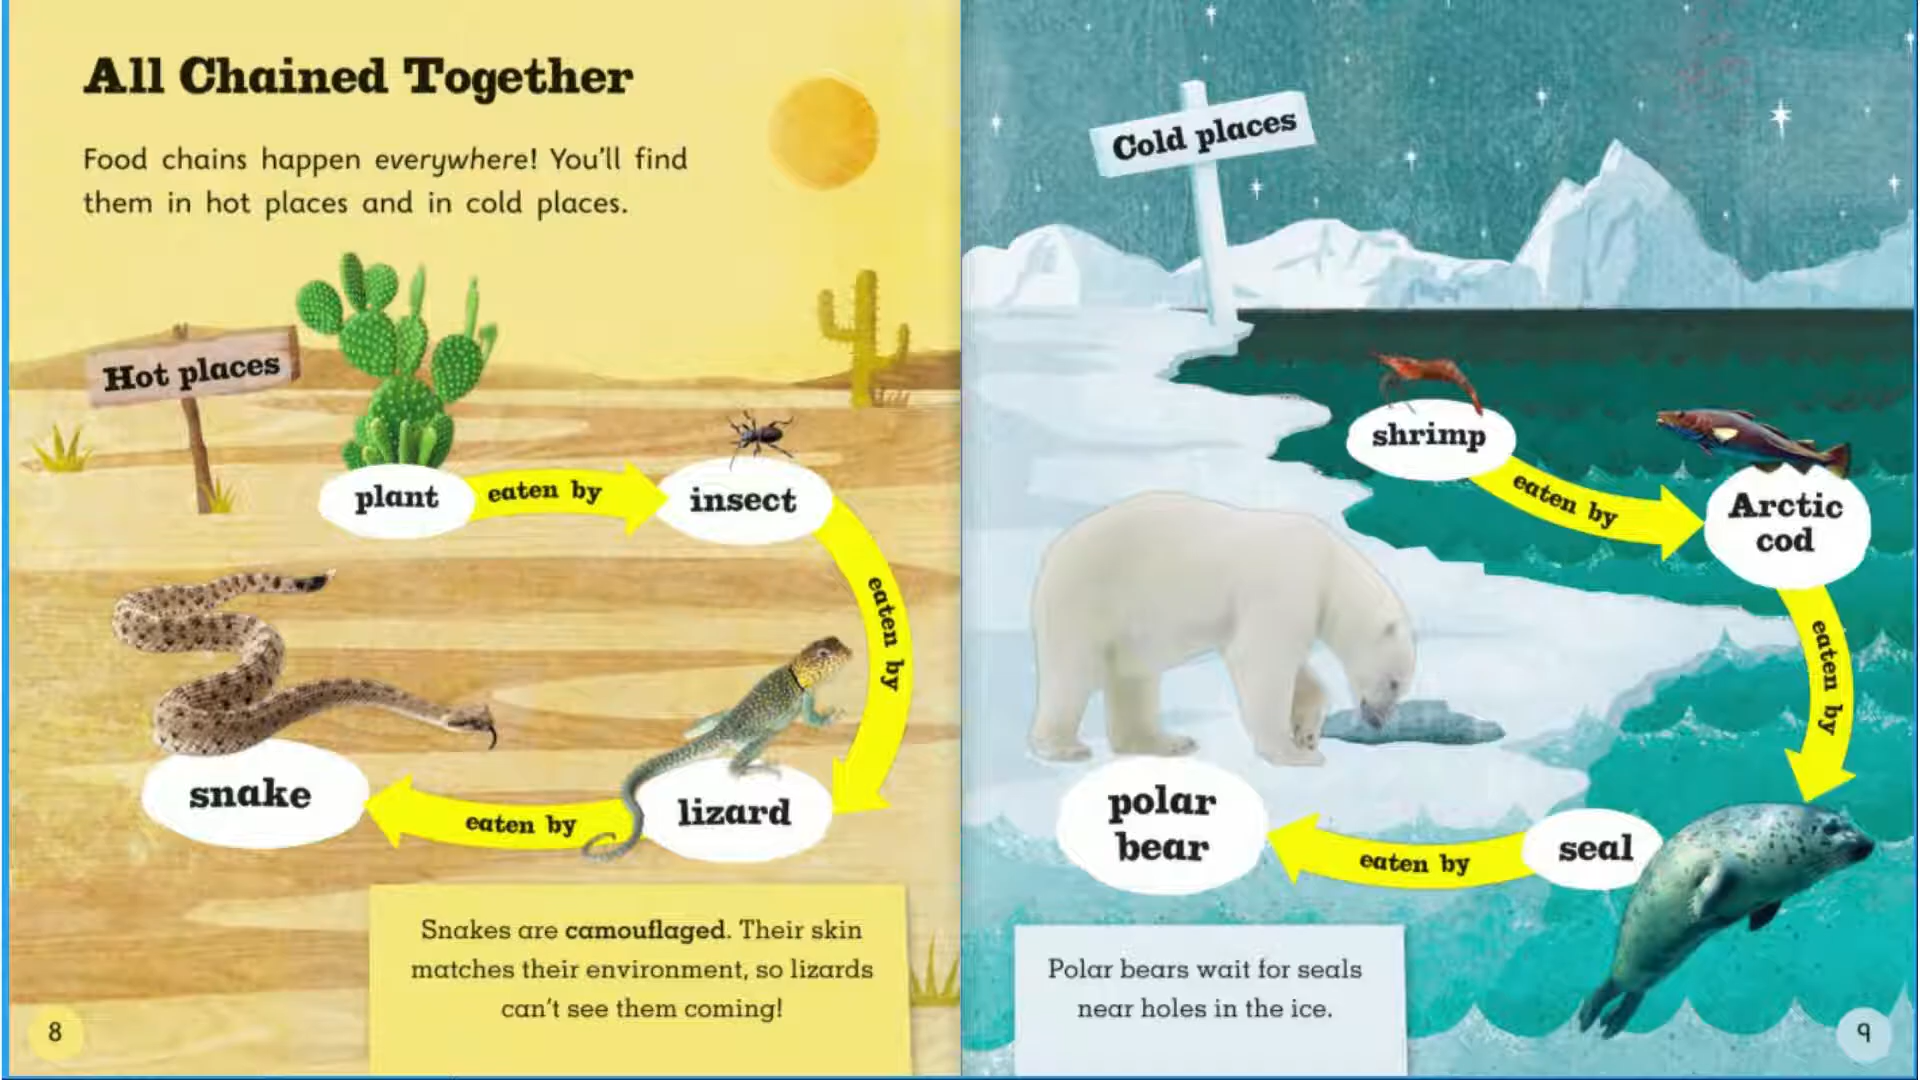 All Chained Together
Food chains happen everywhere! You'll find
them in hot places and in cold places.
Hot places
plant
eaten by
insect
eaten by
lizard
eaten by
snake
Snakes are camouflaged. Their skin
matches their environment, so lizards
can't see them coming!
8
Cold places
shrimp
eaten by
Arctic
cod
eaten by
seal
eaten by
polar
bear
Polar bears wait for seals
near holes in the ice.
9